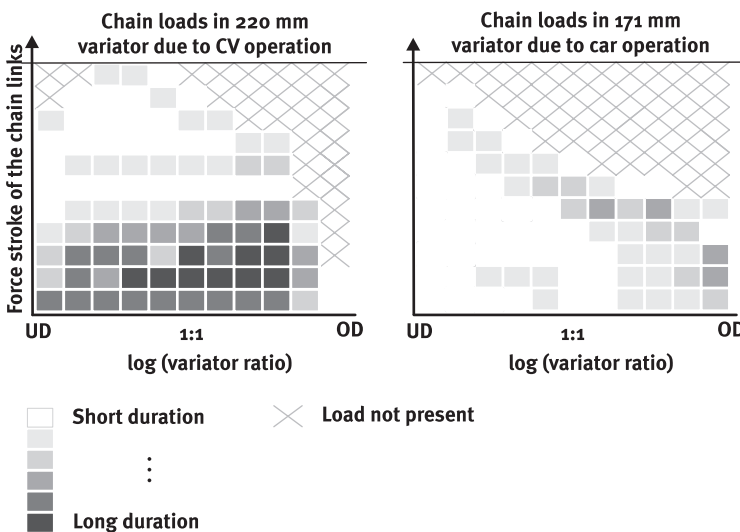 Chain loads in 220 mm
variator due to CV operation
Chain loads in 171 mm
variator due to car operation
Force stroke of the chain links
UD
1:1
OD
UD
1:1
OD
log (variator ratio)
log (variator ratio)
Short duration
Load not present
Long duration